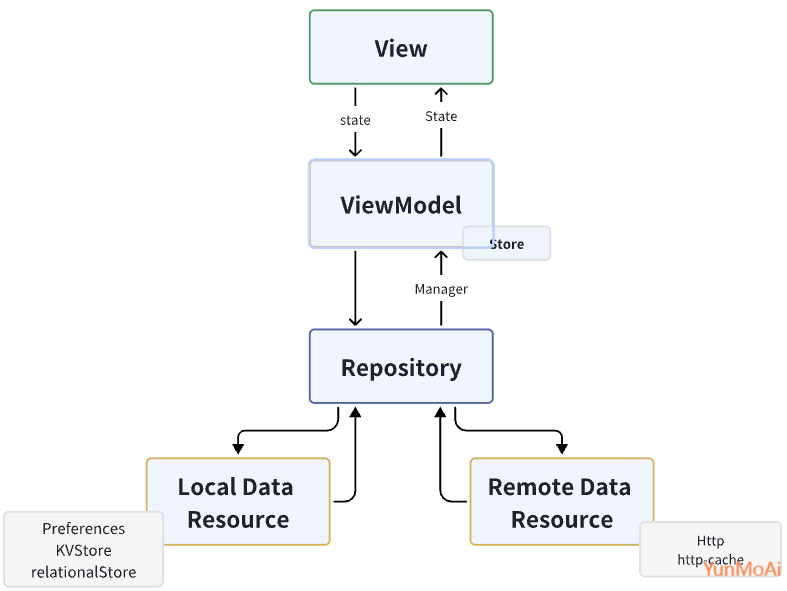 View
state
State
ViewModel
Store
Manager
Repository
Local Data
Resource
Remote Data
Resource
Preferences
KVStore
relationalStore
Http
http-cache
YunMoAi